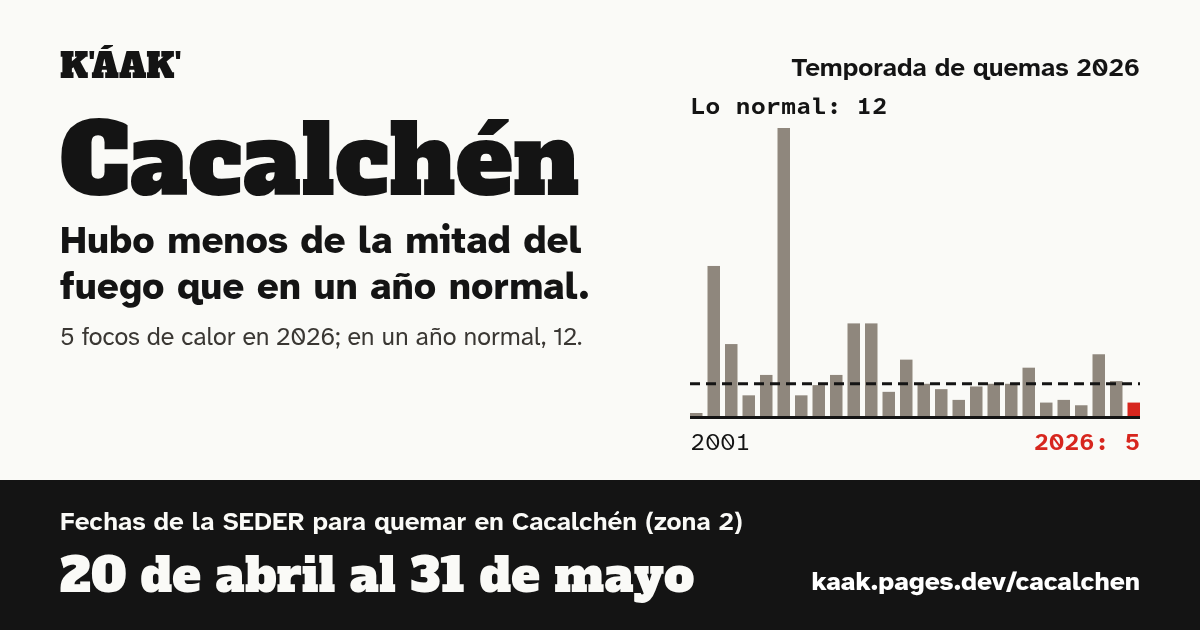 K'ÁAK'
Temporada de quemas 2026
Lo normal: 12
Cacalchén
Hubo menos de la mitad del
fuego que en un año normal.
5 focos de calor en 2026; en un año normal, 12.
2001
2026: 5
Fechas de la SEDER para quemar en Cacalchén (zona 2)
20 de abril al 31 de mayo
kaak.pages.dev/cacalchen